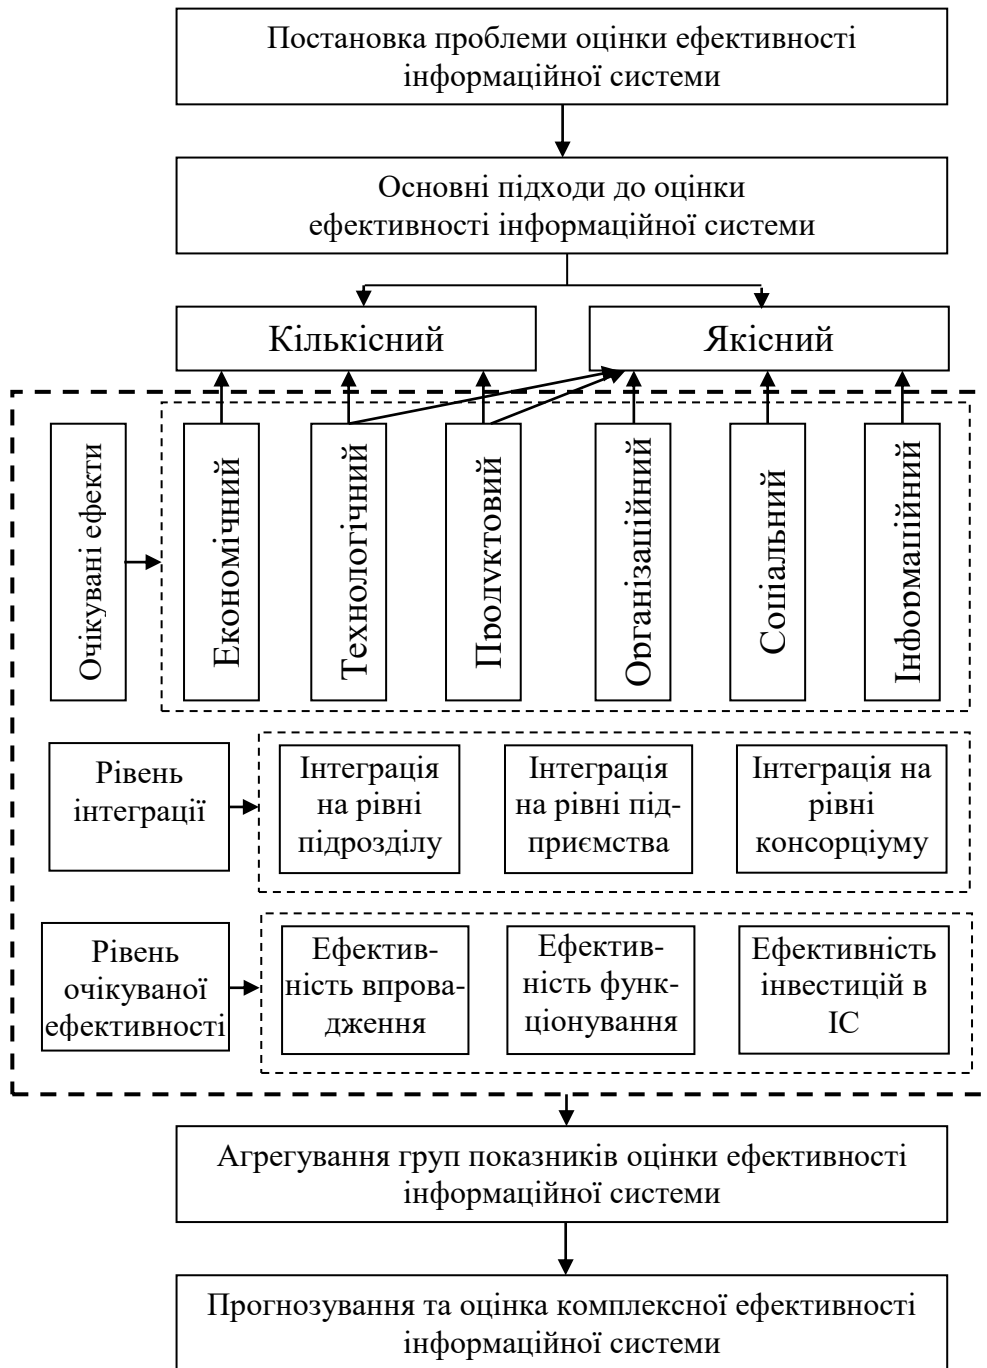 Постановка проблеми оцінки ефективності
інформаційної системи
Основні підходи до оцінки
ефективності інформаційної системи
Кількісний
Якісний
Очікувані ефекти
Економічний
Технологічний
Продуктовий
Організаційний
Соціальний
Інформаційний
Рівень
інтеграції
Інтеграція
на рівні
підрозділу
Інтеграція
на рівні під-
приємства
Інтеграція на
рівні
консорціуму
Рівень
очікуваної
ефективності
Ефектив-
ність впрова-
дження
Ефектив-
ність функ-
ціонування
Ефективність
інвестицій в
ІС
Агрегування груп показників оцінки ефективності
інформаційної системи
Прогнозування та оцінка комплексної ефективності
інформаційної системи